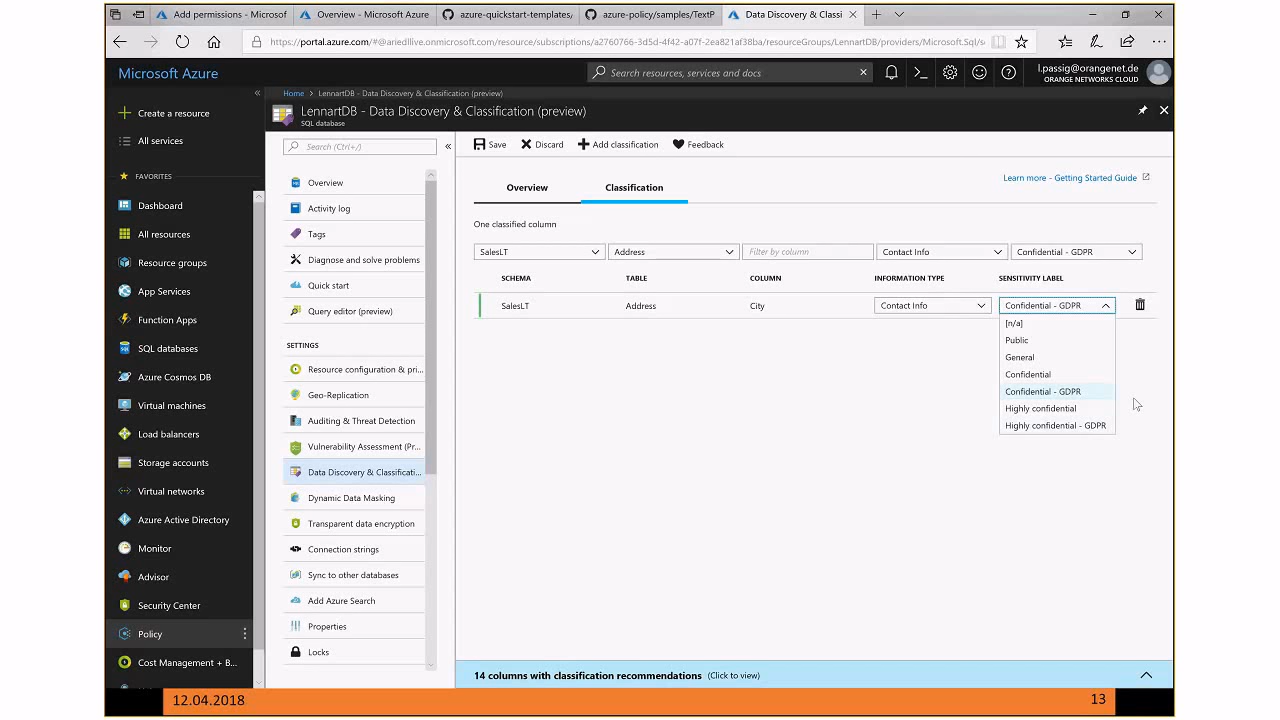 Add permissions - Microsof
Overview - Microsoft Azure
azure-quickstart-templates/
azure-policy/samples/TextP
Data Discovery & Classi
https://portal.azure.com/#@ariedllive.onmicrosoft.com/resource/subscriptions/a2760766-3d5d-4f42-a07f-2ea821af38ba/resourceGroups/LennartDB/providers/Microsoft.Sql/s
Microsoft Azure
Search resources, services and docs
l.passig@orangenet.de
ORANGE NETWORKS CLOUD
Create a resource
All services
FAVORITES
Dashboard
All resources
Resource groups
App Services
Function Apps
SQL databases
Azure Cosmos DB
Virtual machines
Load balancers
Storage accounts
Virtual networks
Azure Active Directory
Monitor
Advisor
Security Center
Policy
Cost Management + B...
Home > LennartDB - Data Discovery & Classification (preview)
LennartDB - Data Discovery & Classification (preview)
SQL database
Search (Ctrl+/)
Overview
Activity log
Tags
Diagnose and solve problems
Quick start
Query editor (preview)
SETTINGS
Resource configuration & pri...
Geo-Replication
Auditing & Threat Detection
Vulnerability Assessment (Pr...
Data Discovery & Classificati...
Dynamic Data Masking
Transparent data encryption
Connection strings
Sync to other databases
Add Azure Search
Properties
Locks
Save Discard Add classification Feedback
Learn more - Getting Started Guide
Overview Classification
One classified column
SalesLT Address Filter by column Contact Info Confidential - GDPR
SCHEMA TABLE COLUMN INFORMATION TYPE SENSITIVITY LABEL
SalesLT Address City Contact Info Confidential - GDPR
[n/a]
Public
General
Confidential
Confidential - GDPR
Highly confidential
Highly confidential - GDPR
14 columns with classification recommendations (Click to view)
12.04.2018
13